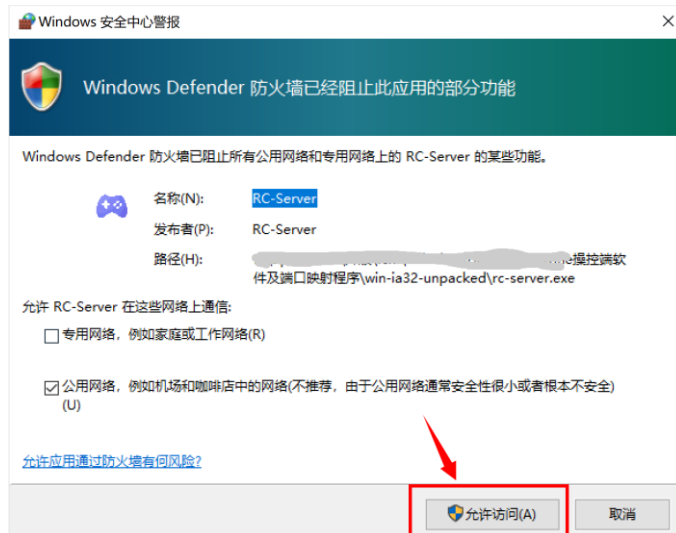 Windows 安全中心警报
Windows Defender 防火墙已经阻止此应用的部分功能
Windows Defender 防火墙已阻止所有公用网络和专用网络上的 RC-Server 的某些功能。
名称(N): RC-Server
发布者(P): RC-Server
路径(H): 操控端软
件及端口映射程序\win-ia32-unpacked\rc-server.exe
允许 RC-Server 在这些网络上通信:
专用网络，例如家庭或工作网络(R)
公用网络，例如机场和咖啡店中的网络(不推荐，由于公用网络通常安全性很小或者根本不安全)
(U)
允许应用通过防火墙有何风险?
允许访问(A) 取消